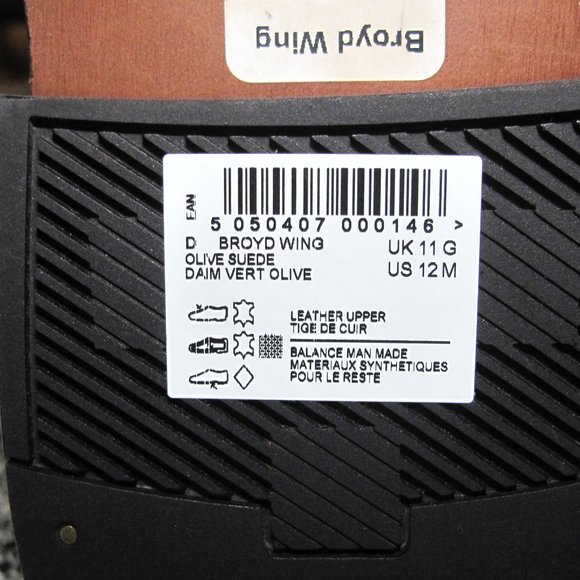 Broyd Wing
EAN
5 050407 000146 >
D BROYD WING UK 11 G
OLIVE SUEDE US 12 M
DAIM VERT OLIVE
LEATHER UPPER
TIGE DE CUIR
BALANCE MAN MADE
MATERIAUX SYNTHETIQUES
POUR LE RESTE